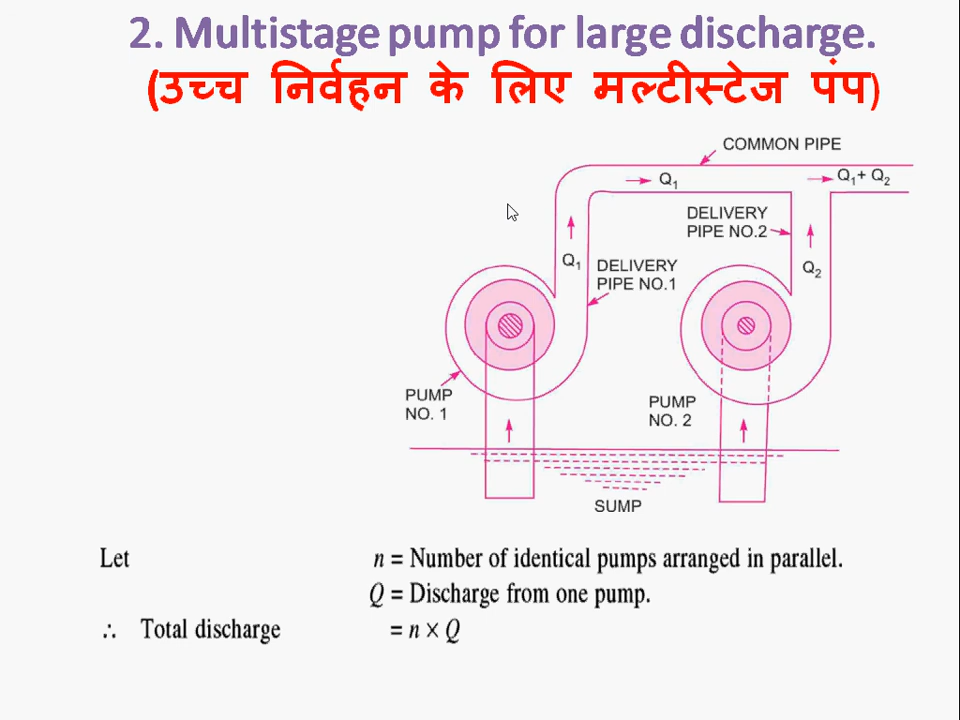 2. Multistage pump for large discharge.
(उच्च निर्वहन के लिए मल्टीस्टेज पंप)
COMMON PIPE
Q₁
Q₁ + Q₂
DELIVERY
PIPE NO.2
Q₁
DELIVERY
PIPE NO.1
Q₂
PUMP
NO. 1
PUMP
NO. 2
SUMP
Let n = Number of identical pumps arranged in parallel.
Q = Discharge from one pump.
∴ Total discharge = n × Q